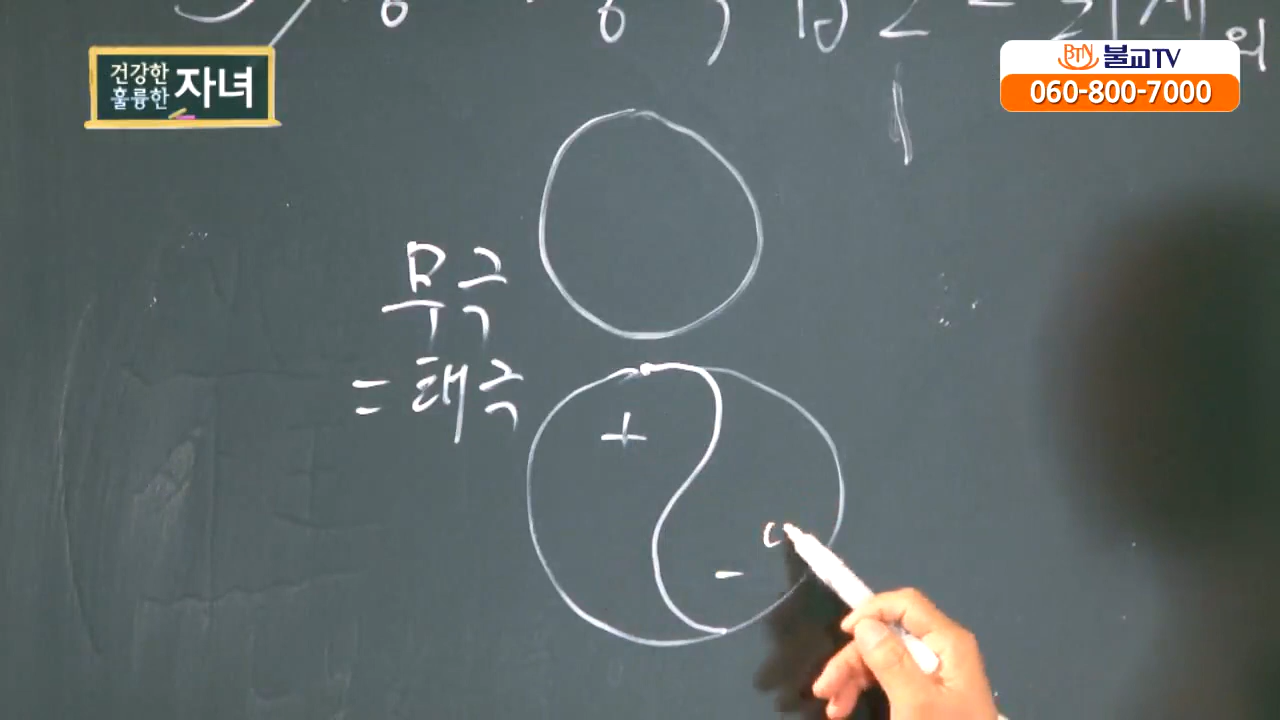 건강한
훌륭한 자녀
BTN 불교TV
060-800-7000
무극
= 태극
+
-